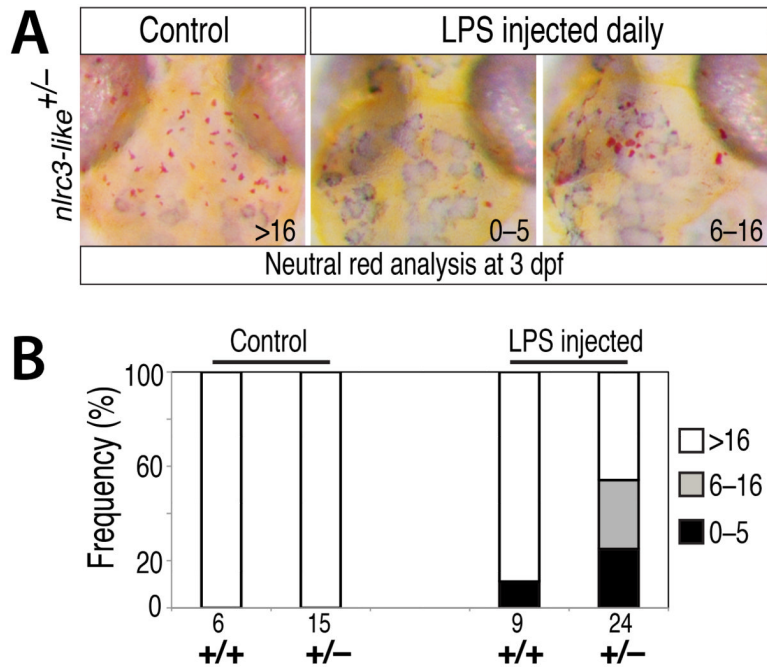 A
Control
LPS injected daily
nlrc3-like+/–
>16
0–5
6–16
Neutral red analysis at 3 dpf
B
Control
LPS injected
Frequency (%)
100
60
20
0
>16
6–16
0–5
6
15
9
24
+/+
+/–
+/+
+/–